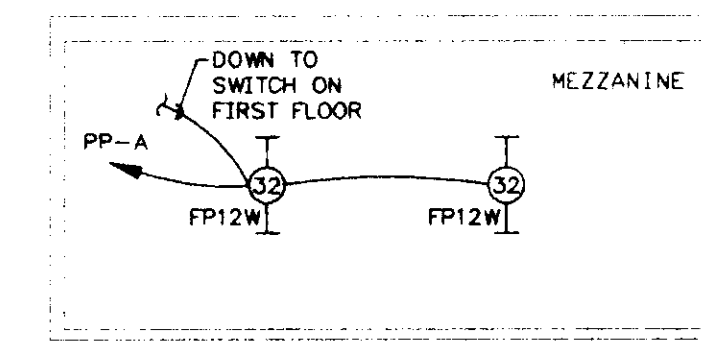 DOWN TO
SWITCH ON
FIRST FLOOR
MEZZANINE
PP-A
32
32
FP12W
FP12W